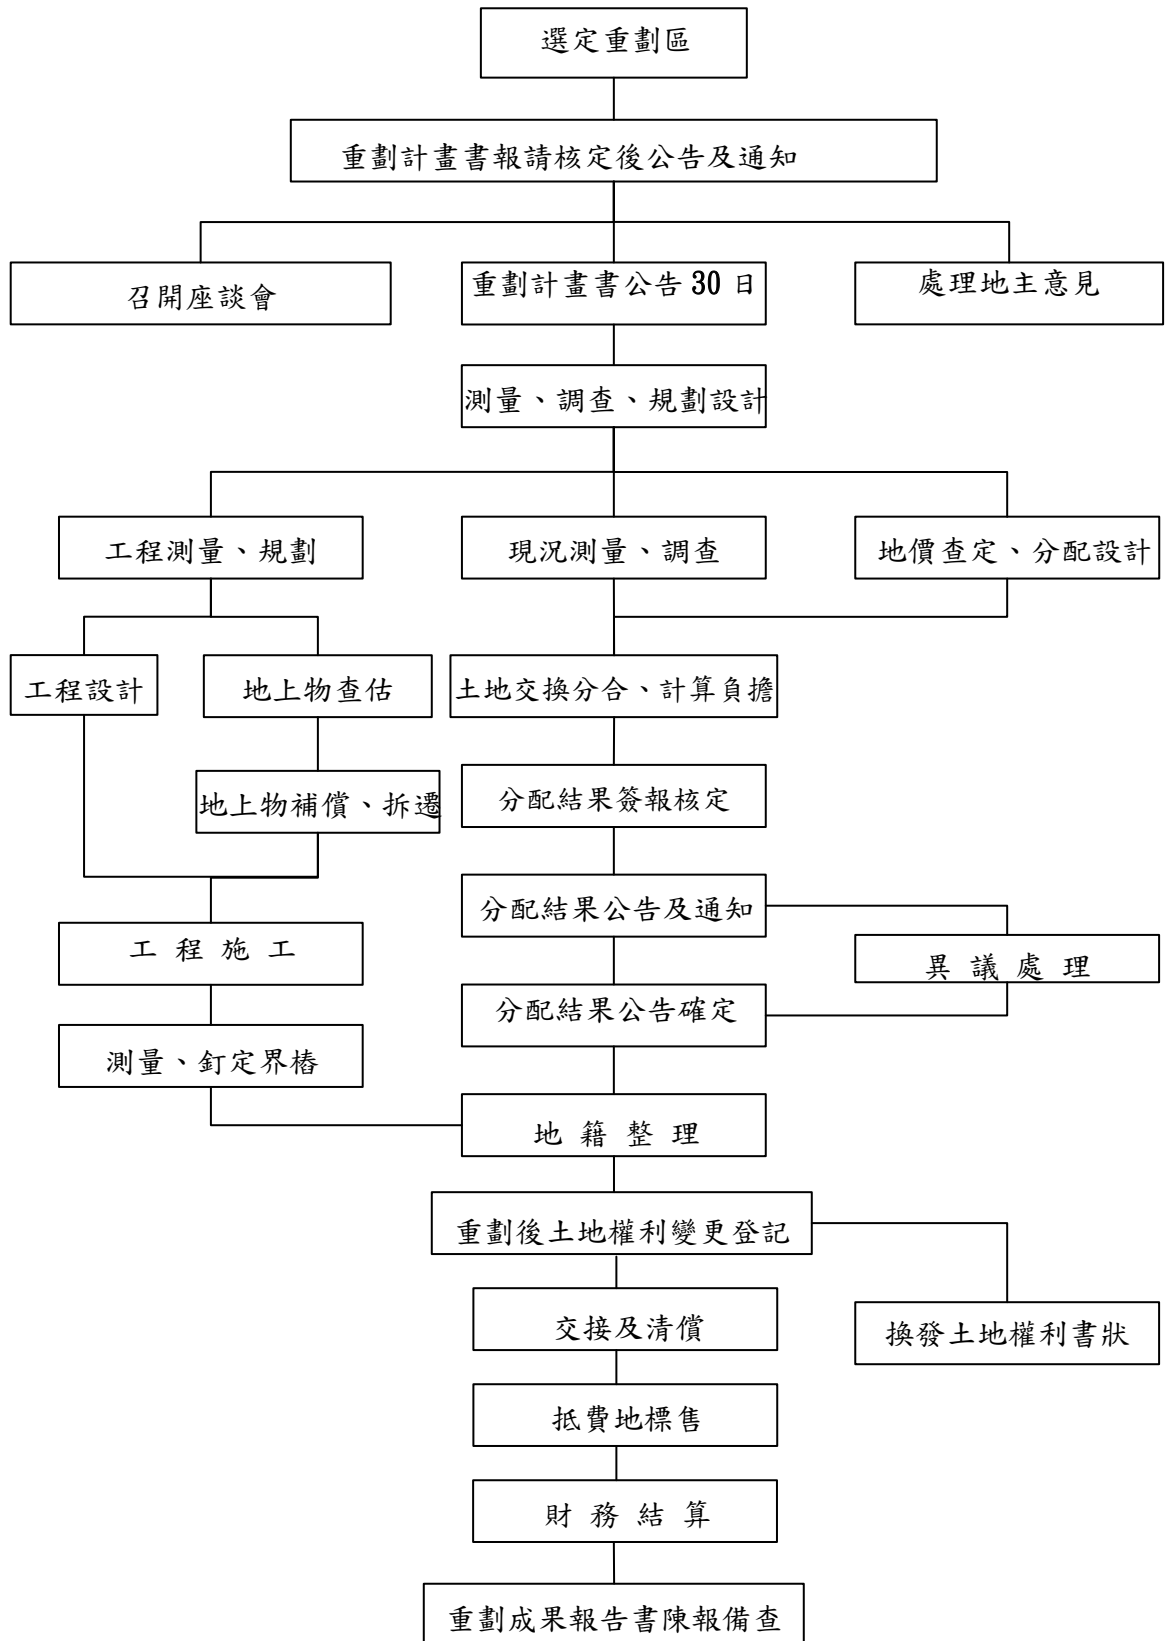 選定重劃區
重劃計畫書報請核定後公告及通知
召開座談會
重劃計畫書公告 30 日
處理地主意見
測量、調查、規劃設計
工程測量、規劃
現況測量、調查
地價查定、分配設計
工程設計
地上物查估
土地交換分合、計算負擔
地上物補償、拆遷
分配結果簽報核定
分配結果公告及通知
工 程 施 工
異 議 處 理
分配結果公告確定
測量、釘定界樁
地 籍 整 理
重劃後土地權利變更登記
交接及清償
換發土地權利書狀
抵費地標售
財 務 結 算
重劃成果報告書陳報備查